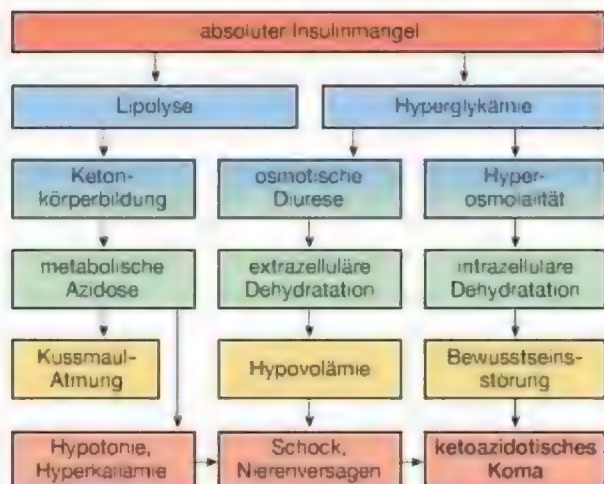 absoluter Insulinmangel
Lipolyse
Hyperglykämie
Keton-
körperbildung
osmotische
Diurese
Hyper-
osmolalität
metabolische
Azidose
extrazelluläre
Dehydratation
intrazelluläre
Dehydratation
Kussmaul-
Atmung
Hypovolämie
Bewusstseins-
störung
Hypotonie,
Hyperkaliämie
Schock,
Nierenversagen
ketoazidotisches
Koma